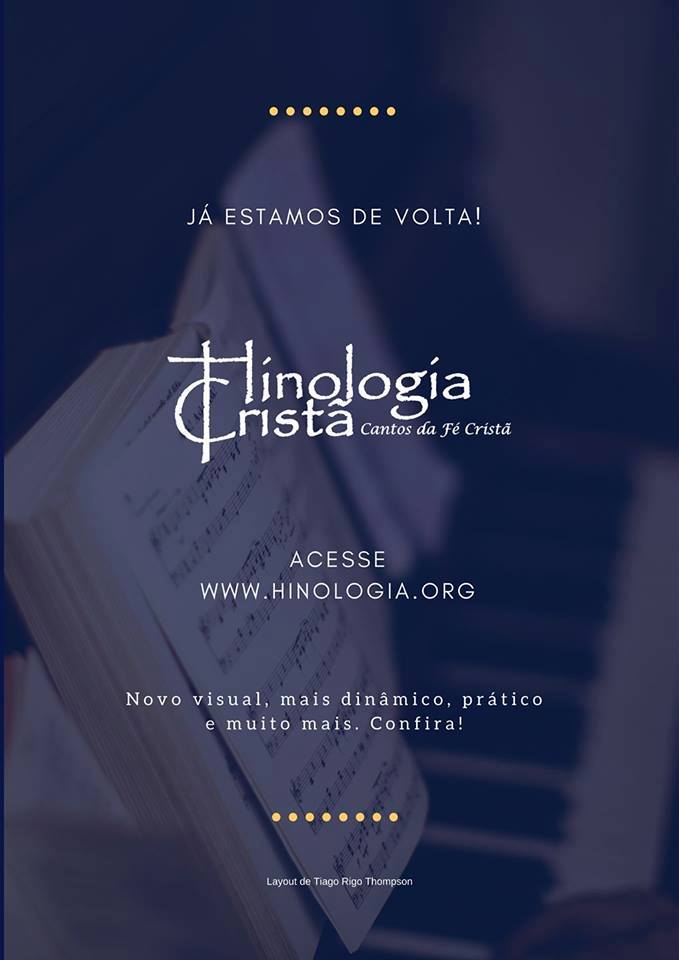 JÁ ESTAMOS DE VOLTA!
Hinologia
Cristã Cantos da Fé Cristã
ACESSE
WWW.HINOLOGIA.ORG
Novo visual, mais dinâmico, prático
e muito mais. Confira!
Layout de Tiago Rigo Thompson